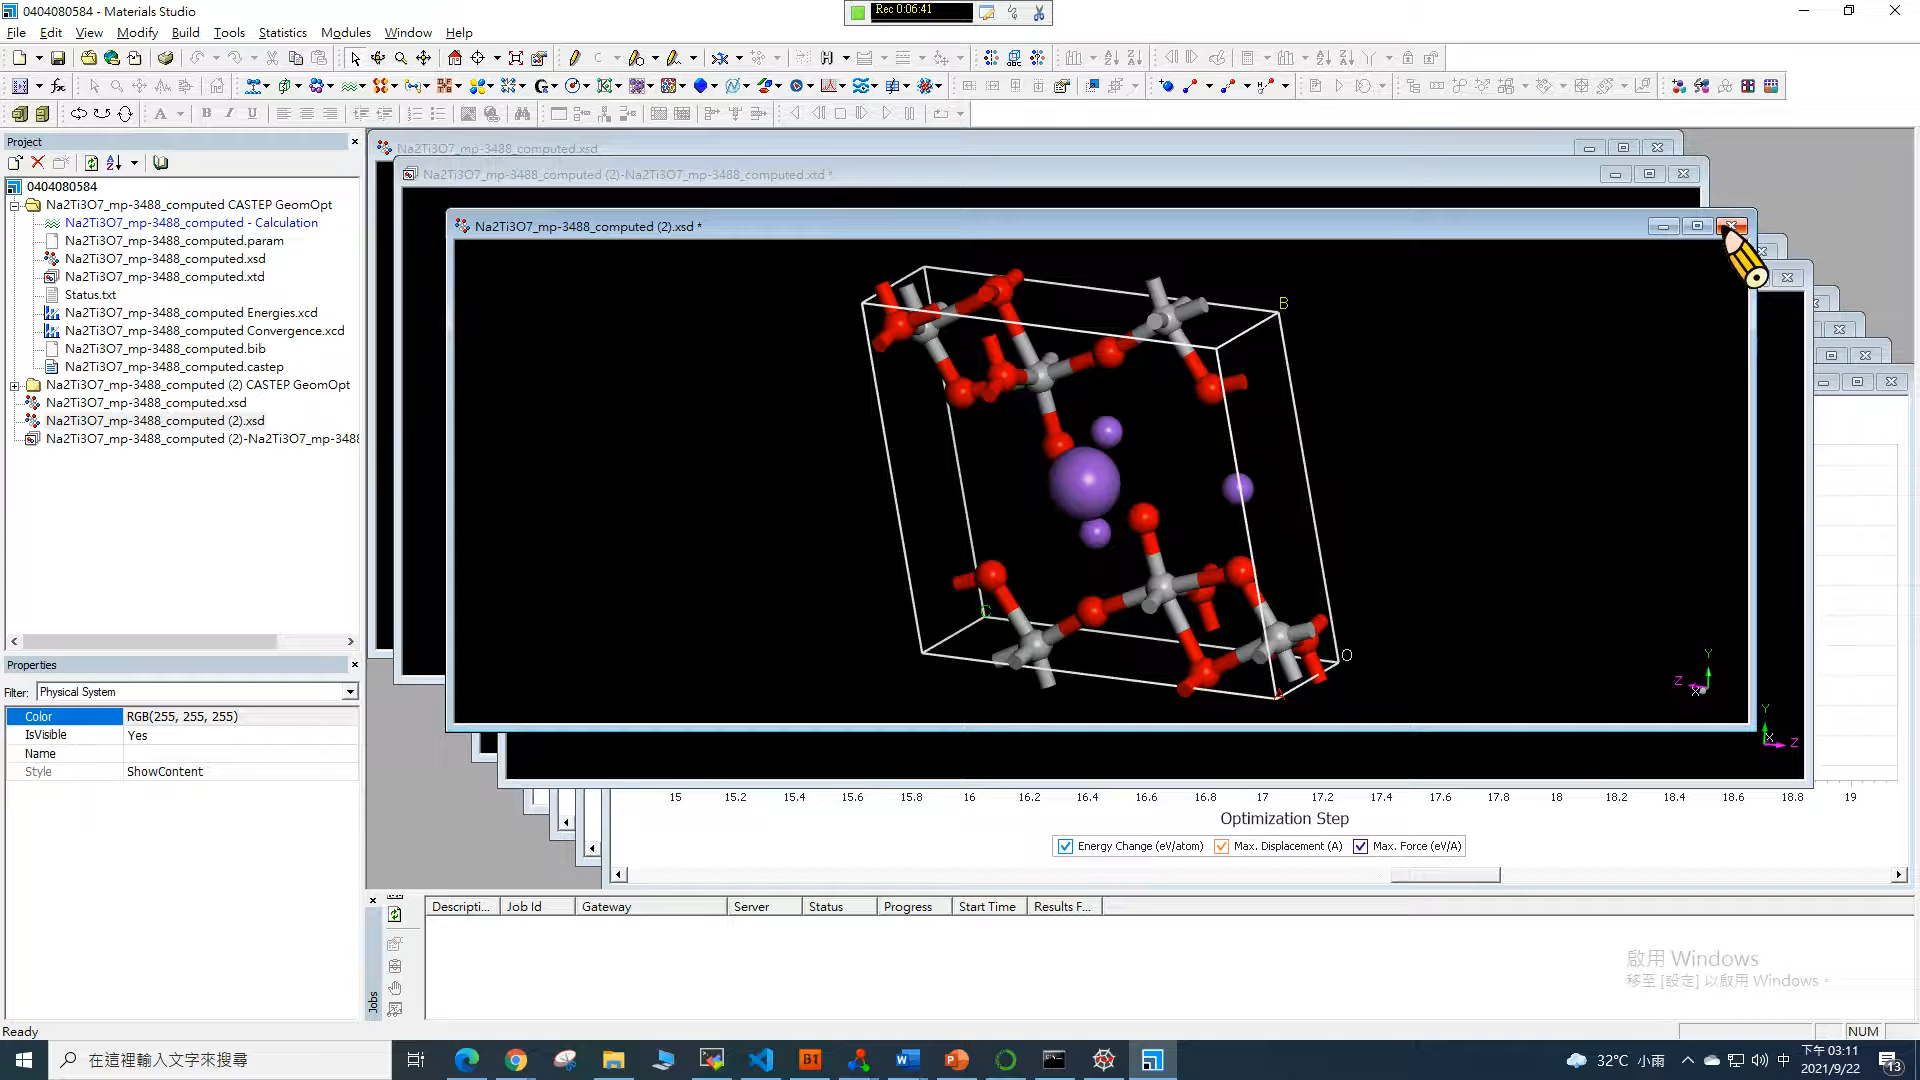 0404080584 - Materials Studio
Rec 0:06:41
File Edit View Modify Build Tools Statistics Modules Window Help
Project
0404080584
Na2Ti3O7_mp-3488_computed CASTEP GeomOpt
Na2Ti3O7_mp-3488_computed - Calculation
Na2Ti3O7_mp-3488_computed.param
Na2Ti3O7_mp-3488_computed.xsd
Na2Ti3O7_mp-3488_computed.xtd
Status.txt
Na2Ti3O7_mp-3488_computed Energies.xcd
Na2Ti3O7_mp-3488_computed Convergence.xcd
Na2Ti3O7_mp-3488_computed.bib
Na2Ti3O7_mp-3488_computed.castep
Na2Ti3O7_mp-3488_computed (2) CASTEP GeomOpt
Na2Ti3O7_mp-3488_computed.xsd
Na2Ti3O7_mp-3488_computed (2).xsd
Na2Ti3O7_mp-3488_computed (2)-Na2Ti3O7_mp-348
Properties
Filter: Physical System
Color RGB(255, 255, 255)
IsVisible Yes
Name
Style ShowContent
Na2Ti3O7_mp-3488_computed.xsd
Na2Ti3O7_mp-3488_computed (2)-Na2Ti3O7_mp-3488_computed.xtd *
Na2Ti3O7_mp-3488_computed (2).xsd *
B
C
O
A
Y
Z
X
Y
X
Z
15 15.2 15.4 15.6 15.8 16 16.2 16.4 16.6 16.8 17 17.2 17.4 17.6 17.8 18 18.2 18.4 18.6 18.8 19
Optimization Step
Energy Change (eV/atom) Max. Displacement (A) Max. Force (eV/A)
Jobs
Descripti... Job Id Gateway Server Status Progress Start Time Results F...
啟用 Windows
移至 [設定] 以啟用 Windows。
Ready
NUM
在這裡輸入文字來搜尋
B1
32°C 小雨
中
下午 03:11
2021/9/22
13